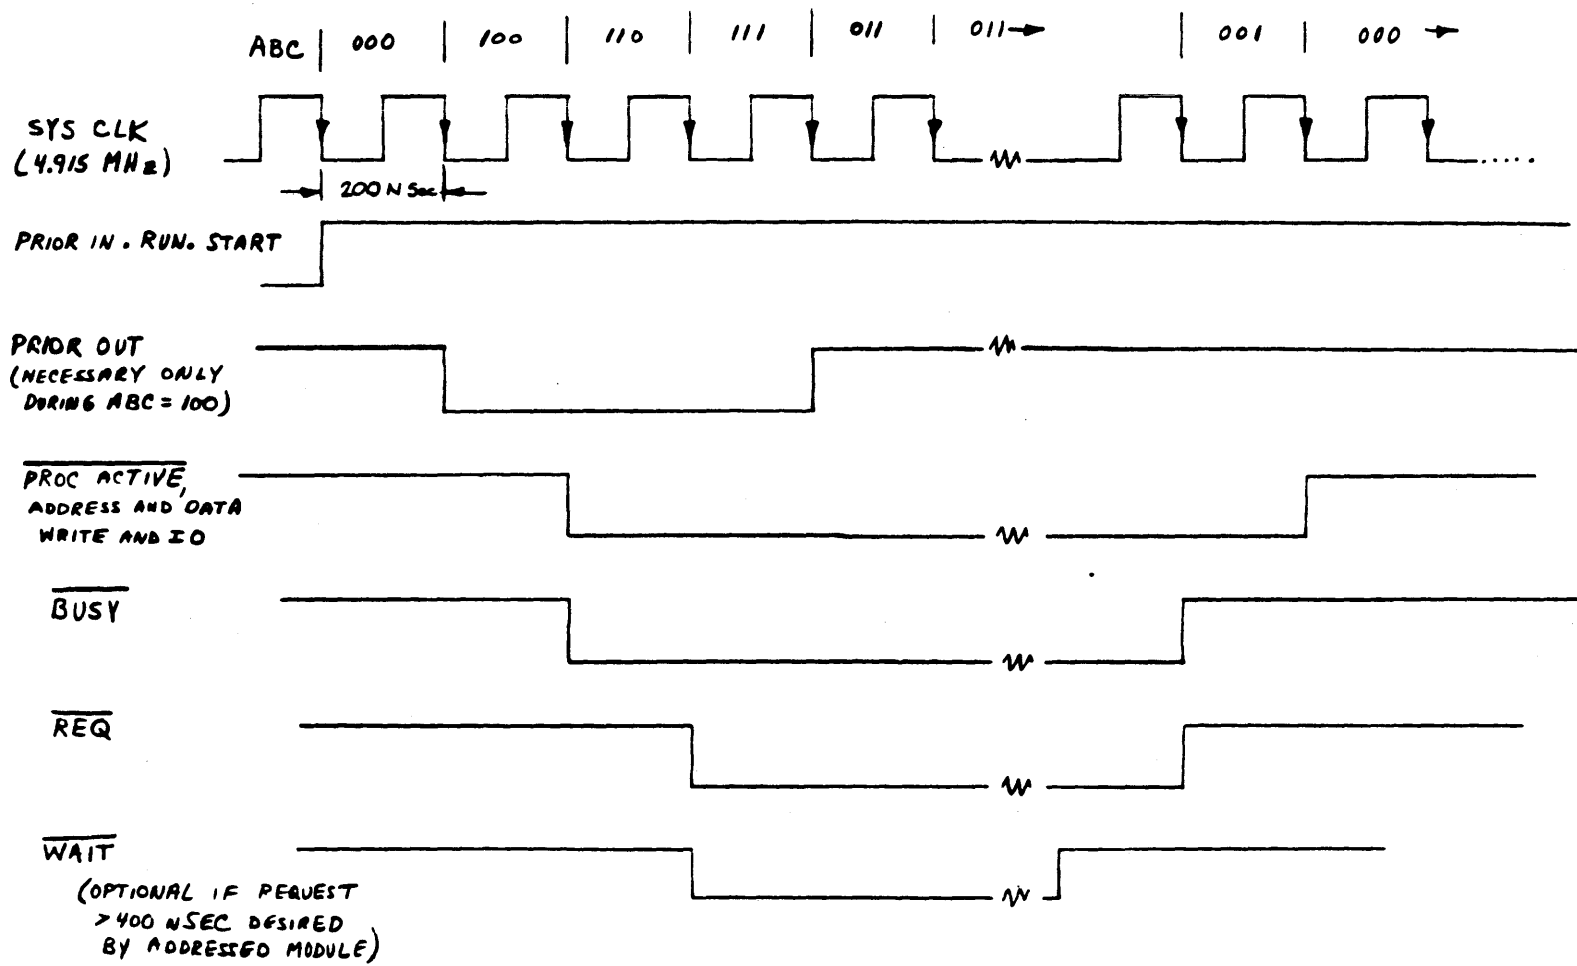 ABC | 000 | 100 | 110 | 111 | 011 | 011→ | 001 | 000 →
SYS CLK
(4.915 MHz)
200 N Sec
PRIOR IN . RUN. START
PRIOR OUT
(NECESSARY ONLY
DURING ABC = 100)
PROC ACTIVE,
ADDRESS AND DATA
WRITE AND IO
BUSY
REQ
WAIT
(OPTIONAL IF REQUEST
> 400 NSEC DESIRED
BY ADDRESSED MODULE)